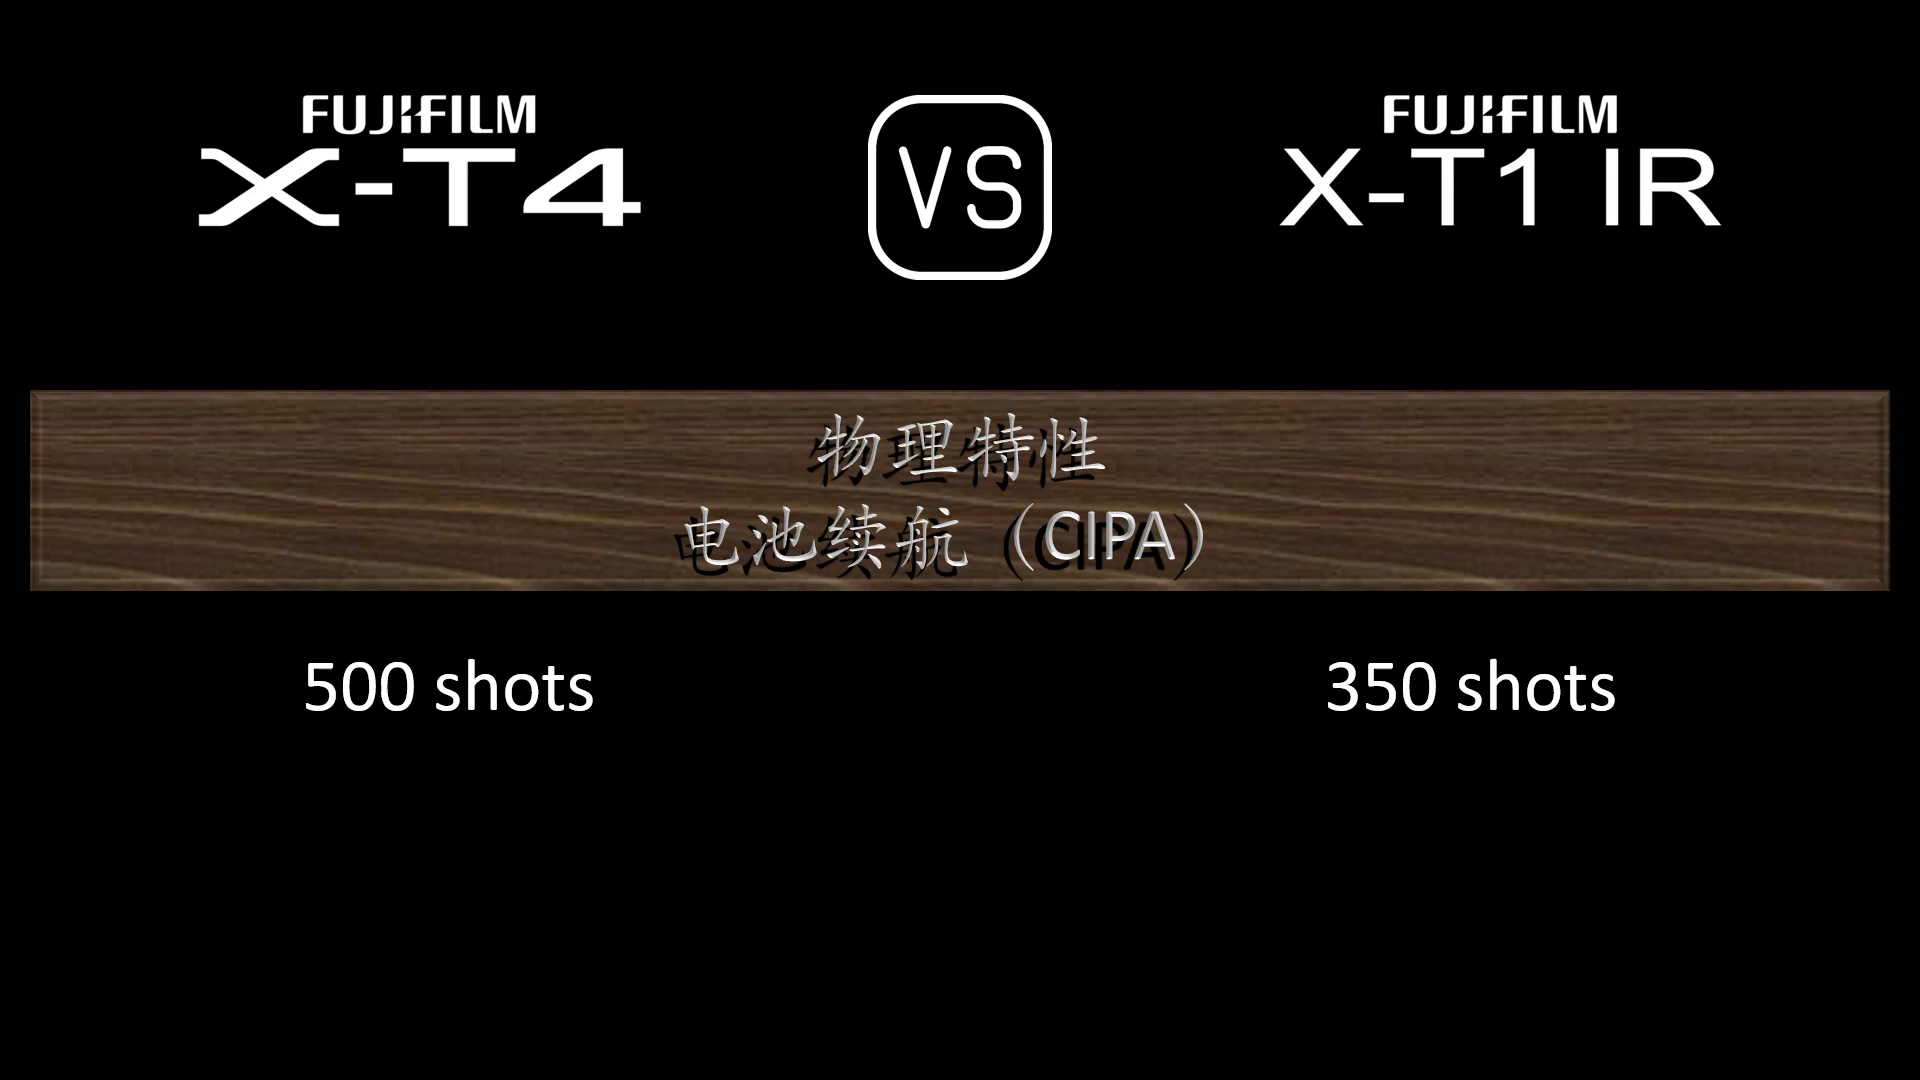 FUJIFILM
X-T4
VS
FUJIFILM
X-T1 IR
物理特性
电池续航（CIPA）
500 shots
350 shots